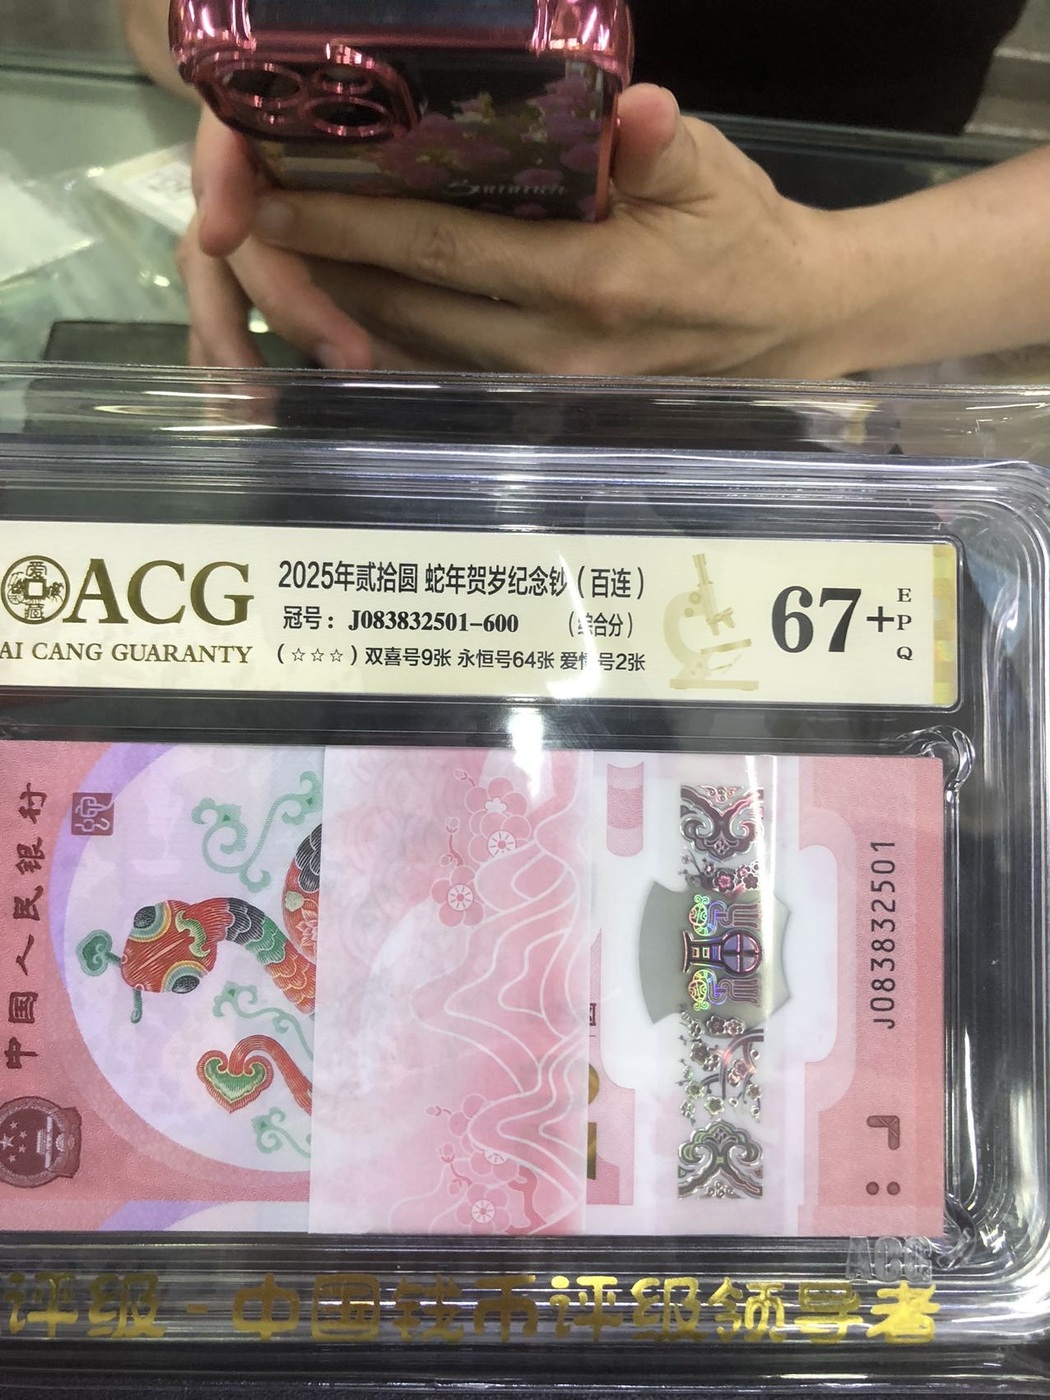 ACG
AI CANG GUARANTY
2025年贰拾圆 蛇年贺岁纪念钞（百连）
冠号： J083832501-600 （综合分）
（☆☆☆）双喜号9张 永恒号64张 爱情号2张
67+
EPQ
中国人民银行
J083832501
ACG
评级-中国钱币评级领导者